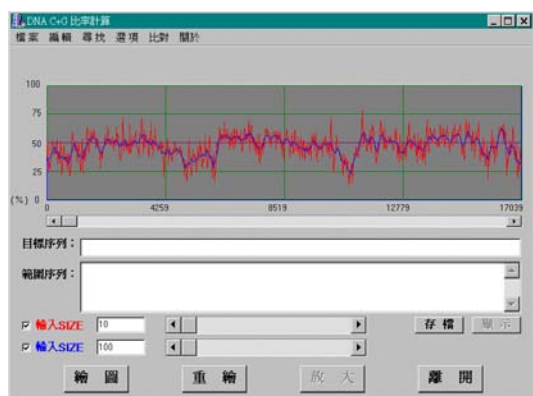 DNA C+G 比率計算
檔案 編輯 尋找 選項 比對 關於
100
75
50
25
(%) 0
0 4259 8519 12779 17039
目標序列：
範圍序列：
輸入SIZE 10 存檔 顯示
輸入SIZE 100
繪圖 重繪 放大 離開